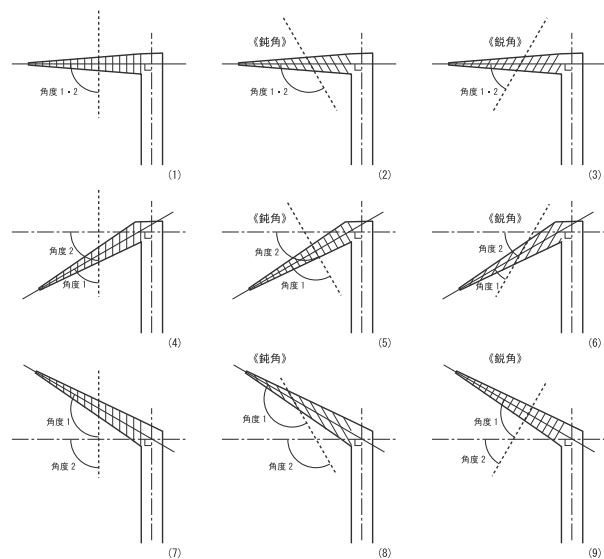 《鈍角》
《鋭角》
角度 1・2
角度 1・2
角度 1・2
(1)
(2)
(3)
《鈍角》
《鋭角》
角度 2
角度 2
角度 2
角度 1
角度 1
角度 1
(4)
(5)
(6)
《鈍角》
《鋭角》
角度 1
角度 1
角度 1
角度 2
角度 2
角度 2
(7)
(8)
(9)